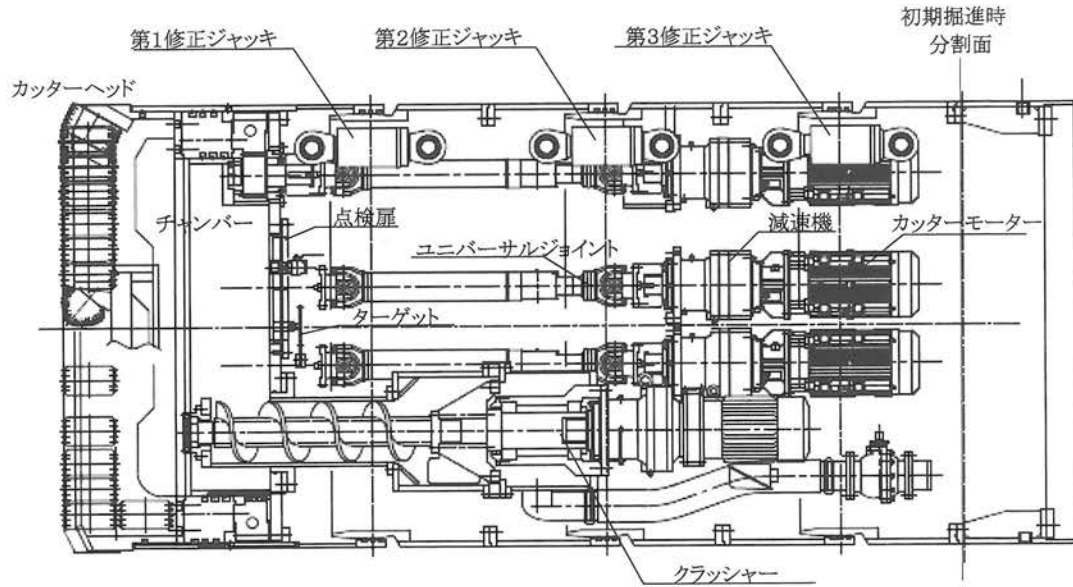 初期掘進時
分割面
第1修正ジャッキ
第2修正ジャッキ
第3修正ジャッキ
カッターヘッド
チャンバー
点検扉
ユニバーサルジョイント
減速機
カッターモーター
ターゲット
クラッシャー